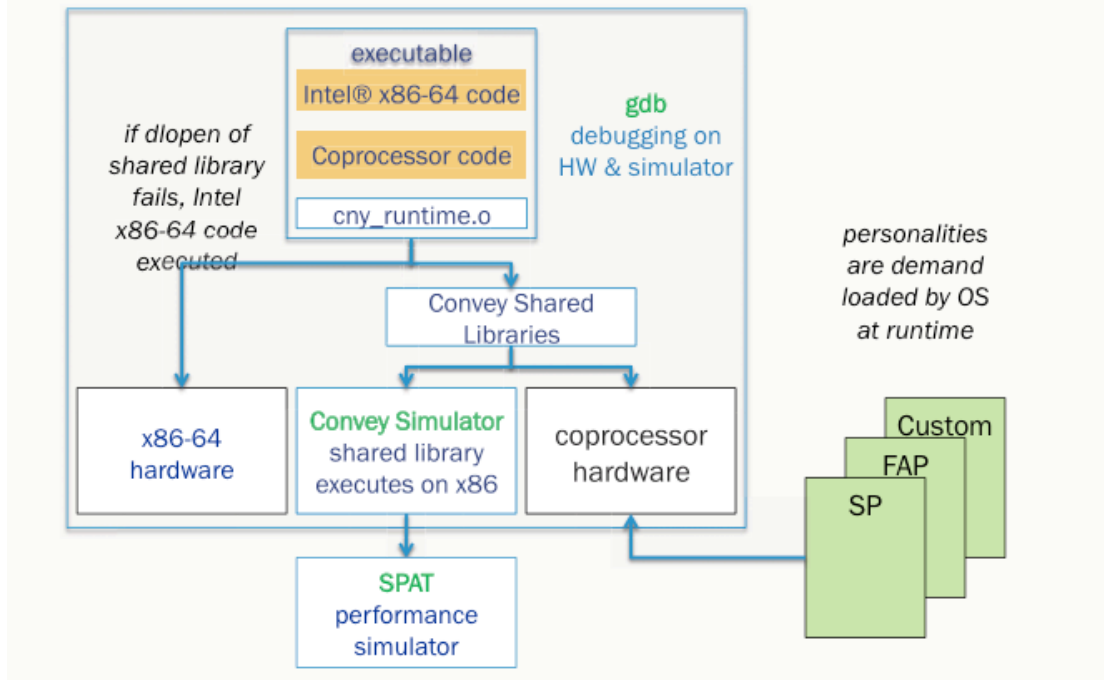 executable
Intel® x86-64 code
Coprocessor code
cny_runtime.o
if dlopen of
shared library
fails, Intel
x86-64 code
executed
gdb
debugging on
HW & simulator
Convey Shared
Libraries
x86-64
hardware
Convey Simulator
shared library
executes on x86
coprocessor
hardware
SPAT
performance
simulator
personalities
are demand
loaded by OS
at runtime
Custom
FAP
SP